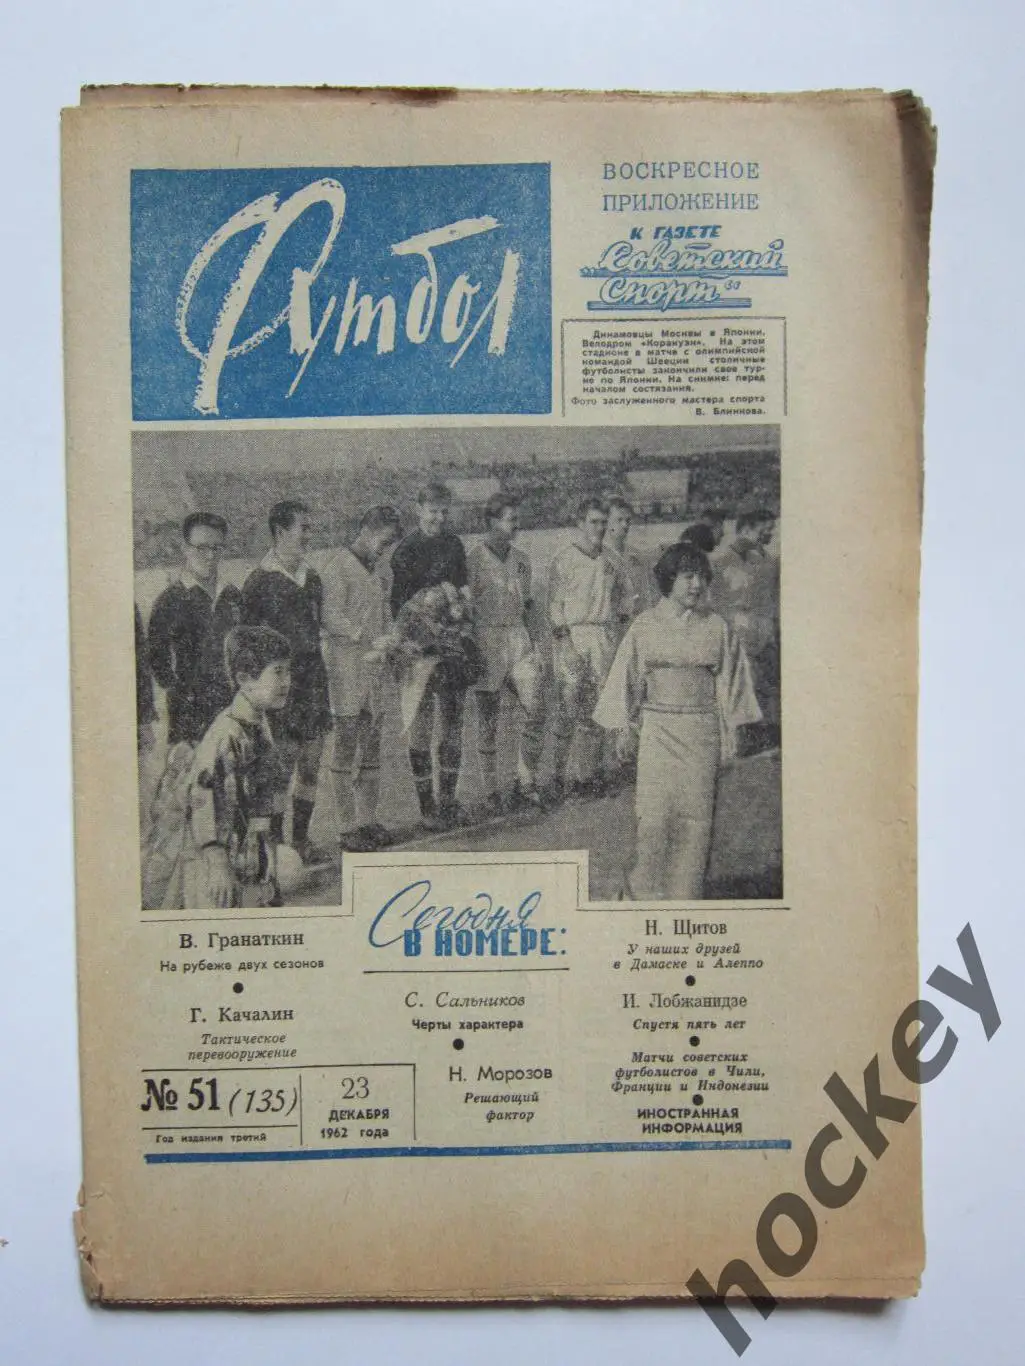 Футбол
ВОСКРЕСНОЕ
ПРИЛОЖЕНИЕ
К ГАЗЕТЕ
„Советский
Спорт“
Динамовцы Москвы в Японии.
Велодром «Коракуэн». На этом
стадионе в матче с олимпийской
командой Швеции столичные
футболисты закончили свое тур-
не по Японии. На снимке: перед
началом состязания.
Фото заслуженного мастера спорта
В. Блинкова.
Сегодня
В НОМЕРЕ:
В. Гранаткин
На рубеже двух сезонов
Г. Качалин
Тактическое
перевооружение
С. Сальников
Черты характера
Н. Морозов
Решающий
фактор
Н. Щитов
У наших друзей
в Дамаске и Алеппо
И. Лобжанидзе
Спустя пять лет
Матчи советских
футболистов в Чили,
Франции и Индонезии
ИНОСТРАННАЯ
ИНФОРМАЦИЯ
№ 51 (135)
Год издания третий
23
ДЕКАБРЯ
1962 года
hockey